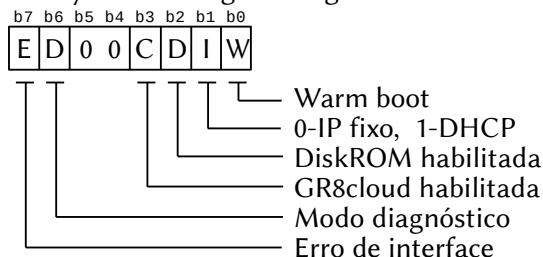 b7 b6 b5 b4 b3 b2 b1 b0
E D 0 0 C D I W
Warm boot
0-IP fixo, 1-DHCP
DiskROM habilitada
GR8cloud habilitada
Modo diagnóstico
Erro de interface